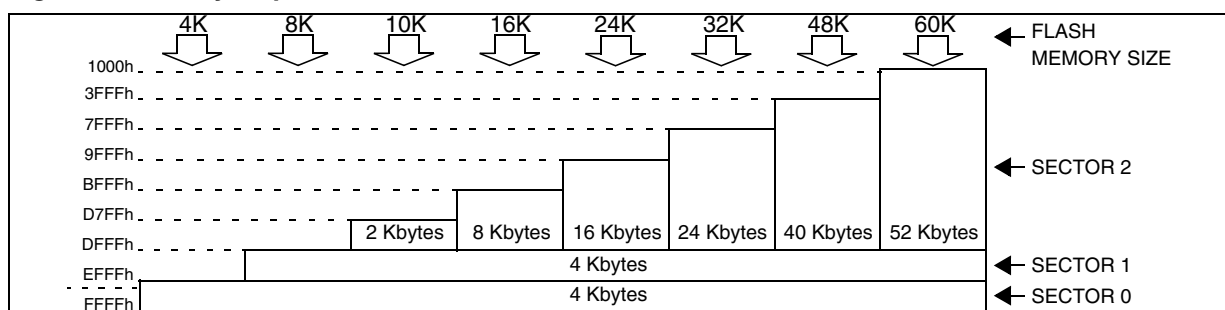 4K 8K 10K 16K 24K 32K 48K 60K FLASH
MEMORY SIZE
1000h
3FFFh
7FFFh
9FFFh
SECTOR 2
BFFFh
D7FFh
2 Kbytes 8 Kbytes 16 Kbytes 24 Kbytes 40 Kbytes 52 Kbytes
DFFFh
4 Kbytes SECTOR 1
EFFFh
4 Kbytes SECTOR 0
FFFFh